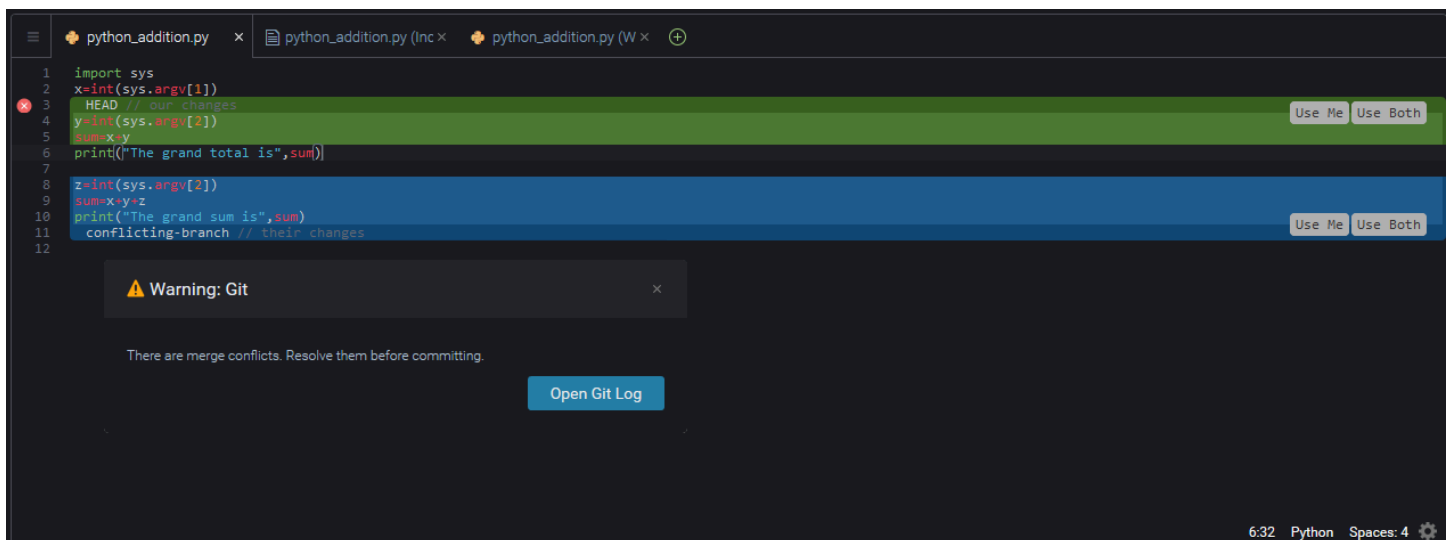 python_addition.py ×
python_addition.py (Inc ×
python_addition.py (W ×
1 import sys
2 x=int(sys.argv[1])
3 HEAD // our changes
Use Me Use Both
4 y=int(sys.argv[2])
5 sum=x+y
6 print("The grand total is",sum)
7
8 z=int(sys.argv[2])
9 sum=x+y+z
10 print("The grand sum is",sum)
11 conflicting-branch // their changes
Use Me Use Both
12
Warning: Git ×
There are merge conflicts. Resolve them before committing.
Open Git Log
6:32 Python Spaces: 4